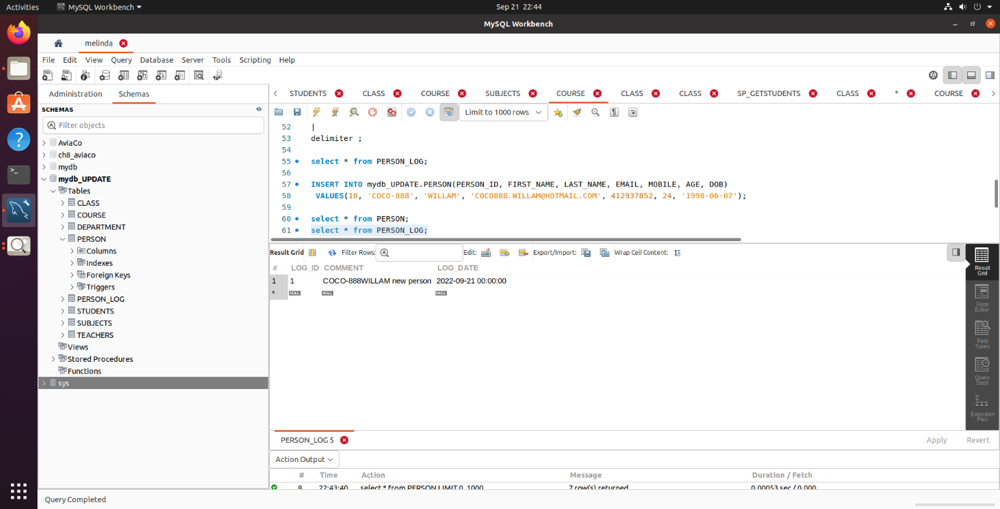 Activities MySQL Workbench Sep 21 22:44
MySQL Workbench
melinda
File Edit View Query Database Server Tools Scripting Help
Administration Schemas
STUDENTS CLASS COURSE SUBJECTS COURSE CLASS CLASS SP_GETSTUDENTS CLASS * COURSE
SCHEMAS
Limit to 1000 rows
Filter objects
AviaCo
ch8_aviaco
mydb
mydb_UPDATE
Tables
CLASS
COURSE
DEPARTMENT
PERSON
Columns
Indexes
Foreign Keys
Triggers
PERSON_LOG
STUDENTS
SUBJECTS
TEACHERS
Views
Stored Procedures
Functions
sys
52 |
53 delimiter ;
54
55 select * from PERSON_LOG;
56
57 INSERT INTO mydb_UPDATE.PERSON(PERSON_ID, FIRST_NAME, LAST_NAME, EMAIL, MOBILE, AGE, DOB)
58 VALUES(10, 'COCO-888', 'WILLAM', 'COCO888.WILLAM@HOTMAIL.COM', 412937852, 24, '1998-06-07');
59
60 select * from PERSON;
61 select * from PERSON_LOG;
Result Grid Filter Rows: Edit: Export/Import: Wrap Cell Content:
# LOG_ID COMMENT LOG_DATE
1 1 COCO-888WILLAM new person 2022-09-21 00:00:00
* NULL NULL NULL
Result
Grid
Form
Editor
Field
Types
Query
Stats
Execution
Plan
PERSON_LOG 5 Apply Revert
Action Output
# Time Action Message Duration / Fetch
8 22:43:40 select * from PERSON LIMIT 0, 1000 7 row(s) returned 0.00053 sec / 0.000...
Query Completed